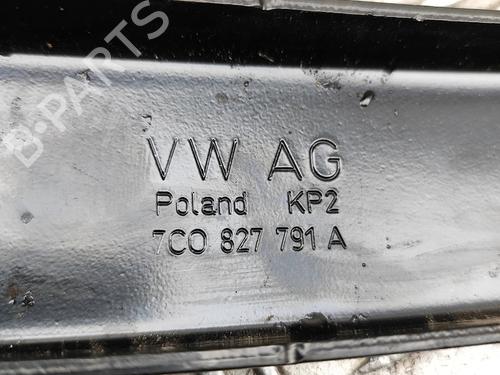 B-PARTS
VW AG
Poland KP2
7C0 827 791 A